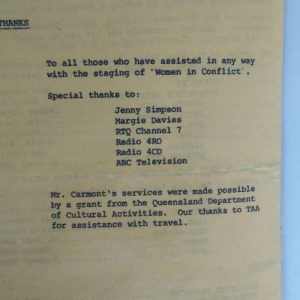 THANKS
To all those who have assisted in any way
with the staging of 'Women in Conflict'.
Special thanks to:
Jenny Simpson
Margie Davies
RTQ Channel 7
Radio 4RO
Radio 4CD
ABC Television
Mr. Carmont's services were made possible
by a grant from the Queensland Department
of Cultural Activities. Our thanks to TAA
for assistance with travel.